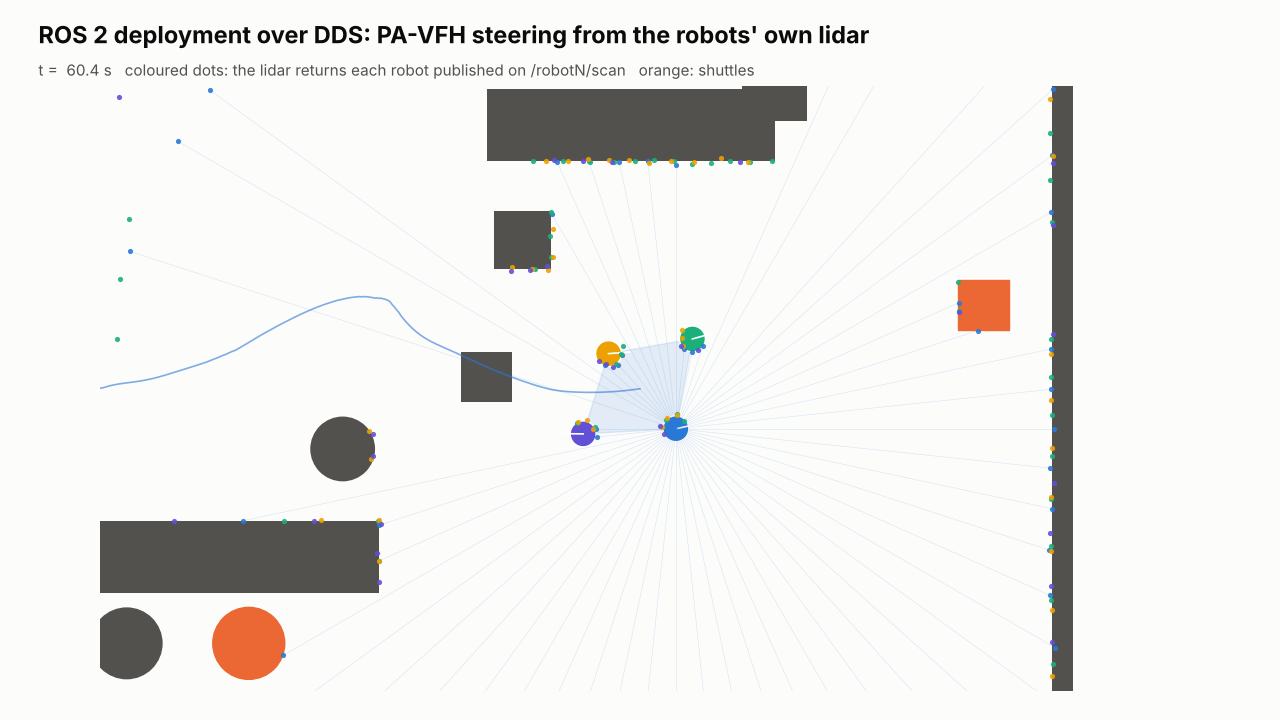 ROS 2 deployment over DDS: PA-VFH steering from the robots' own lidar
t =  60.4 s   coloured dots: the lidar returns each robot published on /robotN/scan   orange: shuttles